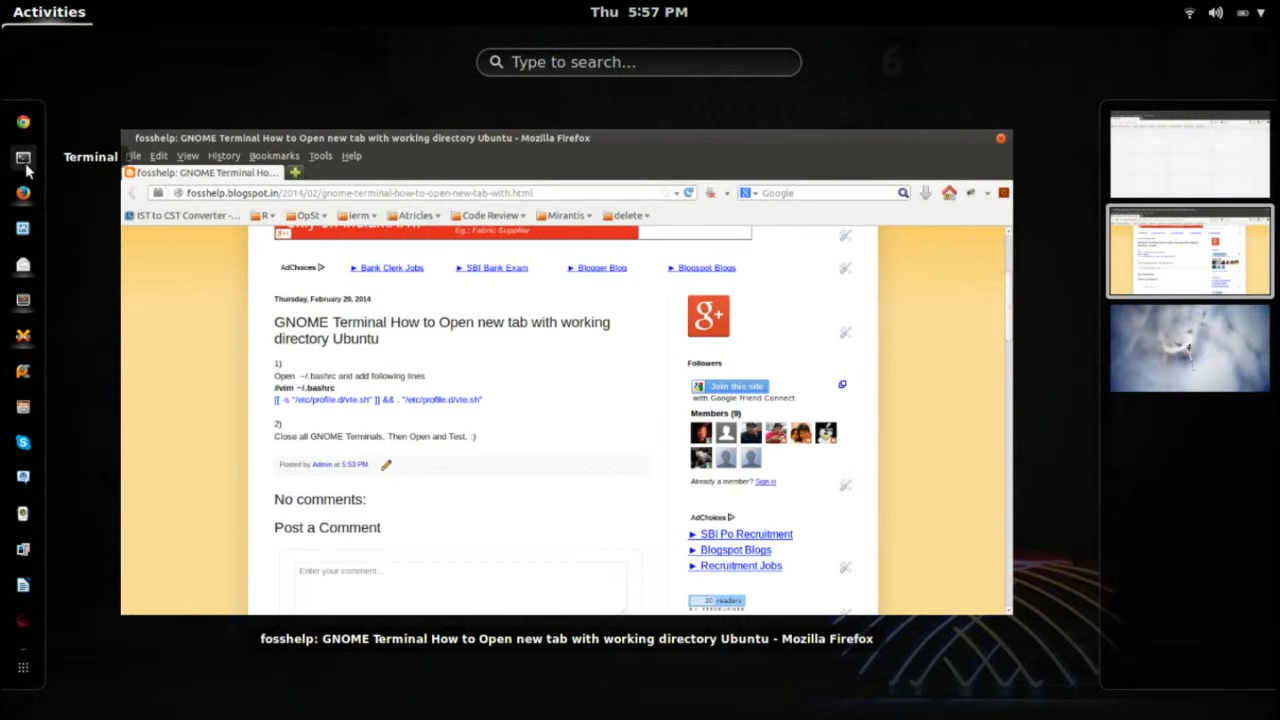 Activities
Thu 5:57 PM
Type to search...
Terminal
fosshelp: GNOME Terminal How to Open new tab with working directory Ubuntu - Mozilla Firefox
File Edit View History Bookmarks Tools Help
fosshelp: GNOME Terminal Ho...
fosshelp.blogspot.in/2014/02/gnome-terminal-how-to-open-new-tab-with.html
Google
IST to CST Converter -... R OpSt ierm Atricles Code Review Mirantis delete
Eg.: Fabric Supplier
g+1
AdChoices
► Bank Clerk Jobs ► SBI Bank Exam ► Blogger Blog ► Blogspot Blogs
Thursday, February 20, 2014
GNOME Terminal How to Open new tab with working
directory Ubuntu
1)
Open ~/.bashrc and add following lines
#vim ~/.bashrc
[[ -s "/etc/profile.d/vte.sh" ]] && . "/etc/profile.d/vte.sh"
2)
Close all GNOME Terminals, Then Open and Test. :)
Posted by Admin at 5:53 PM
No comments:
Post a Comment
Enter your comment...
g+
Followers
Join this site
with Google Friend Connect
Members (9)
Already a member? Sign in
AdChoices
► SBI Po Recruitment
► Blogspot Blogs
► Recruitment Jobs
20 readers
BY FEEDBURNER
fosshelp: GNOME Terminal How to Open new tab with working directory Ubuntu - Mozilla Firefox